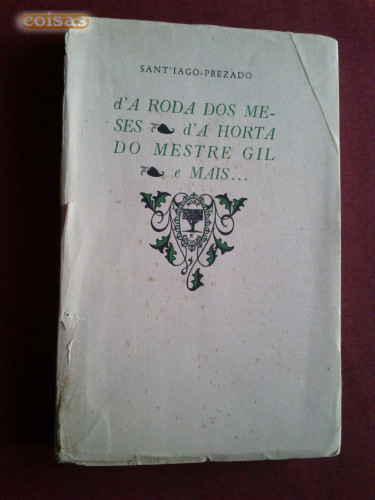 coisas
SANT'IAGO-PREZADO
d'A RODA DOS ME-
SES d'A HORTA
DO MESTRE GIL
e MAIS...